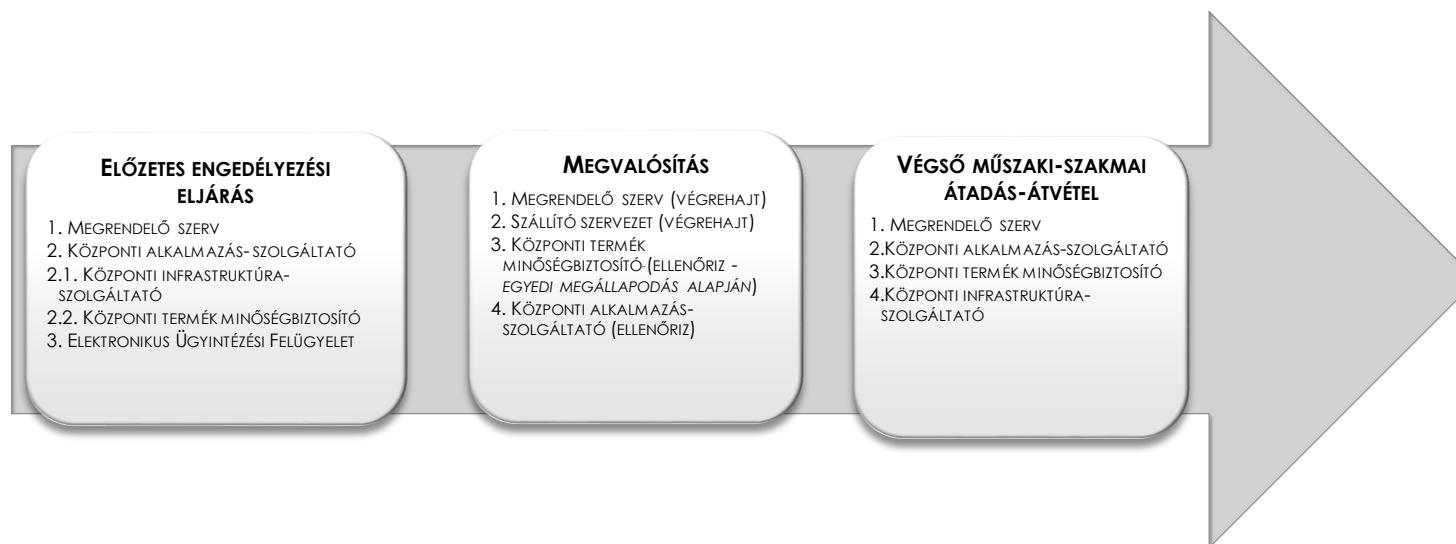 ELŐZETES ENGEDÉLYEZÉSI
ELJÁRÁS
1. MEGRENDELŐ SZERV
2. KÖZPONTI ALKALMAZÁS-SZOLGÁLTATÓ
2.1. KÖZPONTI INFRASTRUKTÚRA-
SZOLGÁLTATÓ
2.2. KÖZPONTI TERMÉK MINŐSÉGBIZTOSÍTÓ
3. ELEKTRONIKUS ÜGYINTÉZÉSI FELÜGYELET
MEGVALÓSÍTÁS
1. MEGRENDELŐ SZERV (VÉGREHAJT)
2. SZÁLLÍTÓ SZERVEZET (VÉGREHAJT)
3. KÖZPONTI TERMÉK
MINŐSÉGBIZTOSÍTÓ (ELLENŐRIZ -
EGYEDI MEGÁLLAPODÁS ALAPJÁN)
4. KÖZPONTI ALKALMAZÁS-
SZOLGÁLTATÓ (ELLENŐRIZ)
VÉGSŐ MŰSZAKI-SZAKMAI
ÁTADÁS-ÁTVÉTEL
1. MEGRENDELŐ SZERV
2.KÖZPONTI ALKALMAZÁS-SZOLGÁLTATÓ
3.KÖZPONTI TERMÉK MINŐSÉGBIZTOSÍTÓ
4.KÖZPONTI INFRASTRUKTÚRA-
SZOLGÁLTATÓ